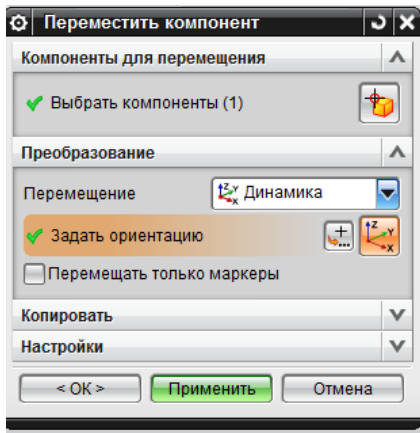 Переместить компонент
Компоненты для перемещения
Выбрать компоненты (1)
Преобразование
Перемещение Динамика
Задать ориентацию
Перемещать только маркеры
Копировать
Настройки
< ОК > Применить Отмена